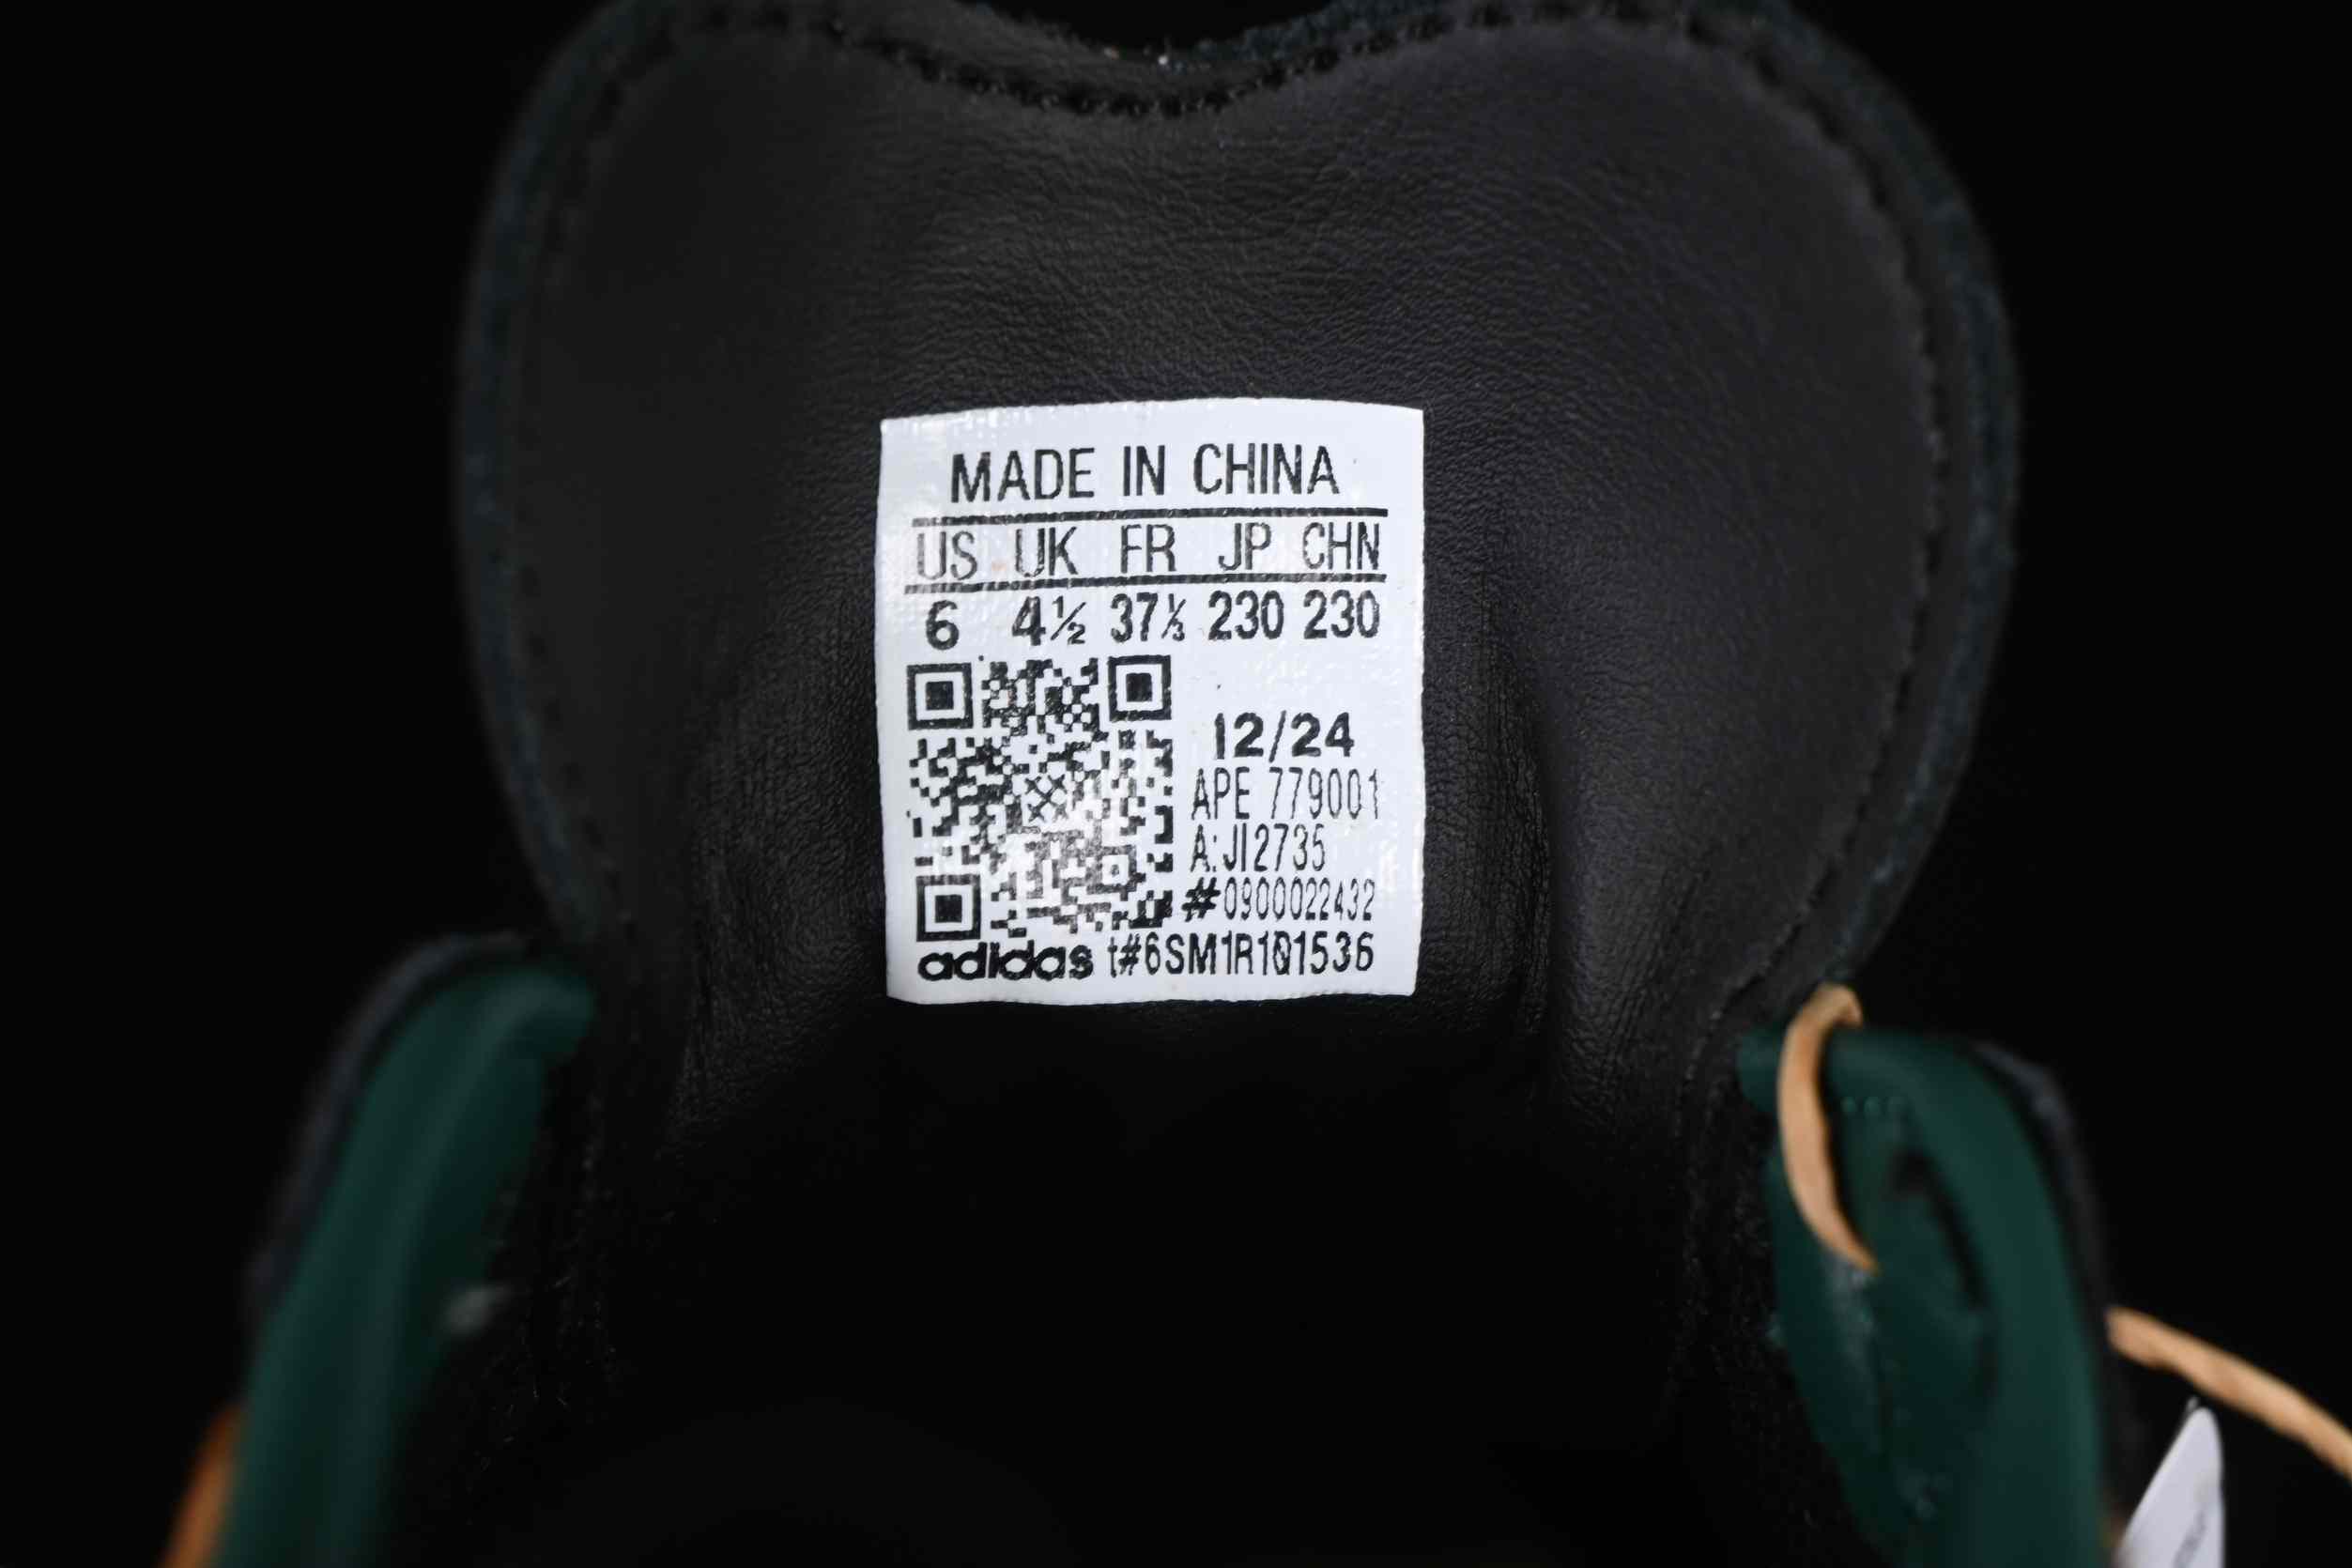 MADE IN CHINA
US UK FR JP CHN
6 4½ 37⅓ 230 230
12/24
APE 779001
A:JI2735
#0900022432
adidas t#6SM1R1Q1536